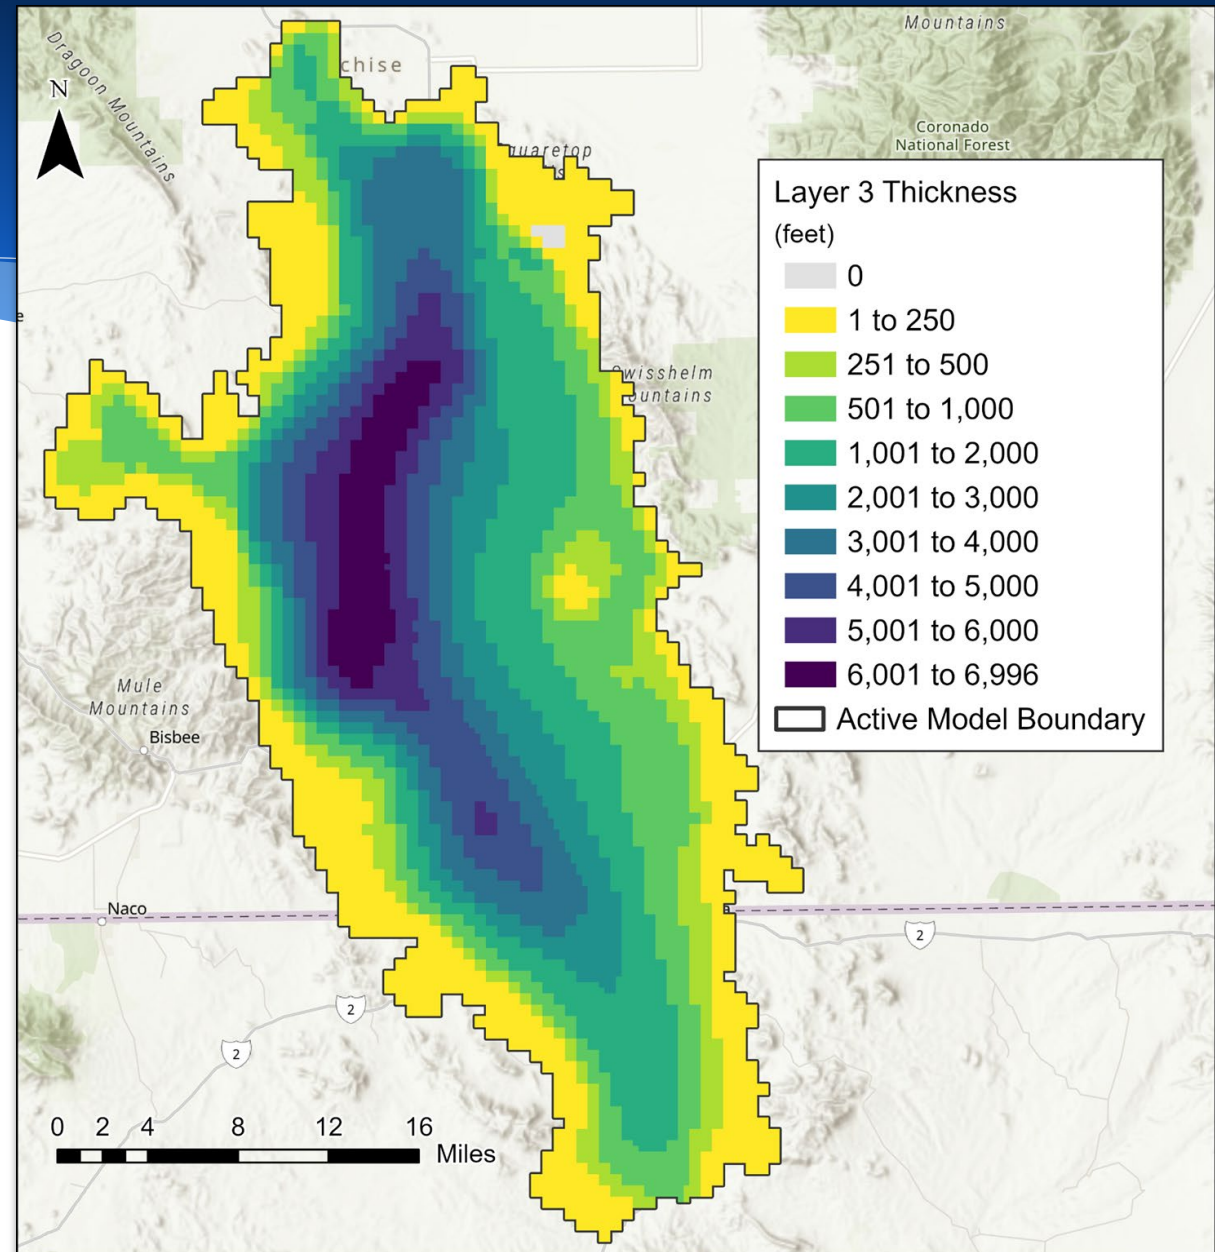 Mountains
Dragoon Mountains
chise
N
Coronado
National Forest
Layer 3 Thickness
(feet)
0
1 to 250
251 to 500
501 to 1,000
1,001 to 2,000
2,001 to 3,000
3,001 to 4,000
4,001 to 5,000
5,001 to 6,000
6,001 to 6,996
Active Model Boundary
uaretop
wisshelm
ountains
Mule
Mountains
Bisbee
Naco
2
2
2
0 2 4 8 12 16
Miles